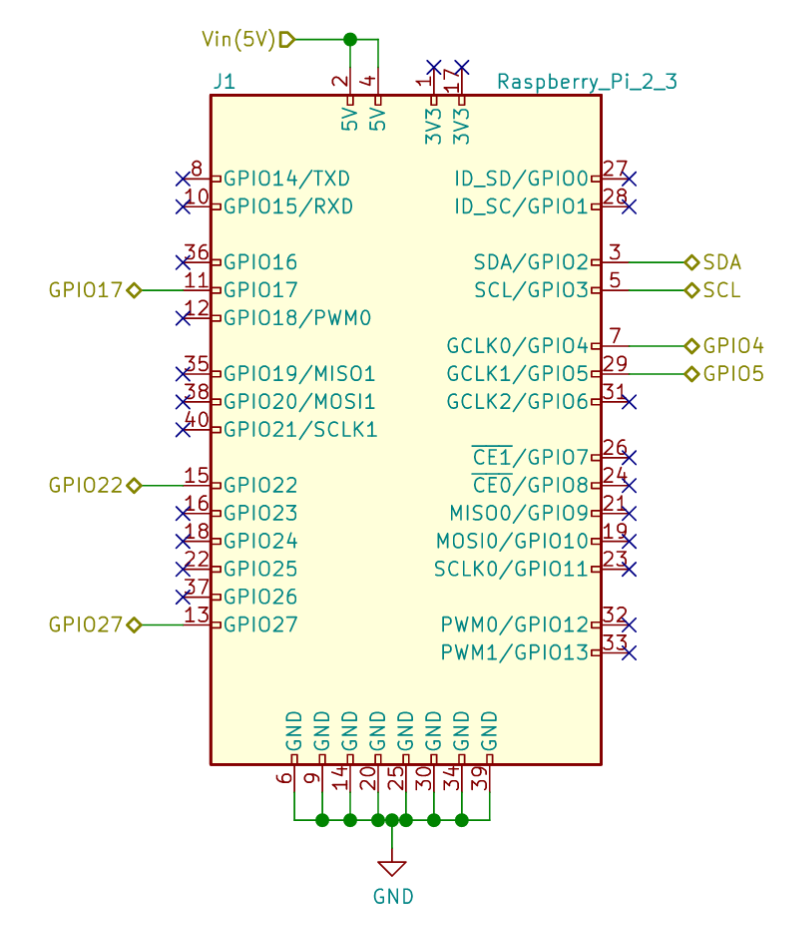 Vin(5V)
J1 Raspberry_Pi_2_3
2 4 1 17
5V 5V 3V3 3V3
8 GPIO14/TXD ID_SD/GPIO0 27
10 GPIO15/RXD ID_SC/GPIO1 28
36 GPIO16 SDA/GPIO2 3 SDA
GPIO17 11 GPIO17 SCL/GPIO3 5 SCL
12 GPIO18/PWM0
GCLK0/GPIO4 7 GPIO4
35 GPIO19/MISO1 GCLK1/GPIO5 29 GPIO5
38 GPIO20/MOSI1 GCLK2/GPIO6 31
40 GPIO21/SCLK1
CE1/GPIO7 26
GPIO22 15 GPIO22 CE0/GPIO8 24
16 GPIO23 MISO0/GPIO9 21
18 GPIO24 MOSI0/GPIO10 19
22 GPIO25 SCLK0/GPIO11 23
37 GPIO26
GPIO27 13 GPIO27 PWM0/GPIO12 32
PWM1/GPIO13 33
GND GND GND GND GND GND GND GND
6 9 14 20 25 30 34 39
GND